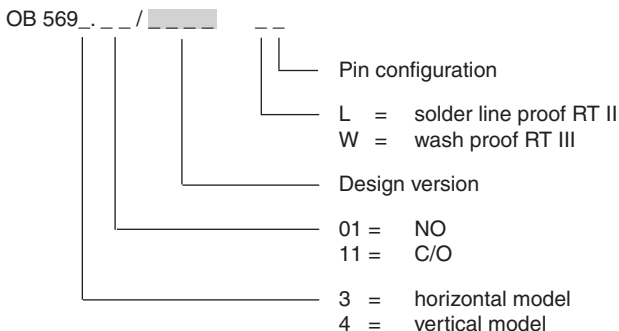 OB 569_. _ _ / _ _ _ _ _ _
Pin configuration
L = solder line proof RT II
W = wash proof RT III
Design version
01 = NO
11 = C/O
3 = horizontal model
4 = vertical model